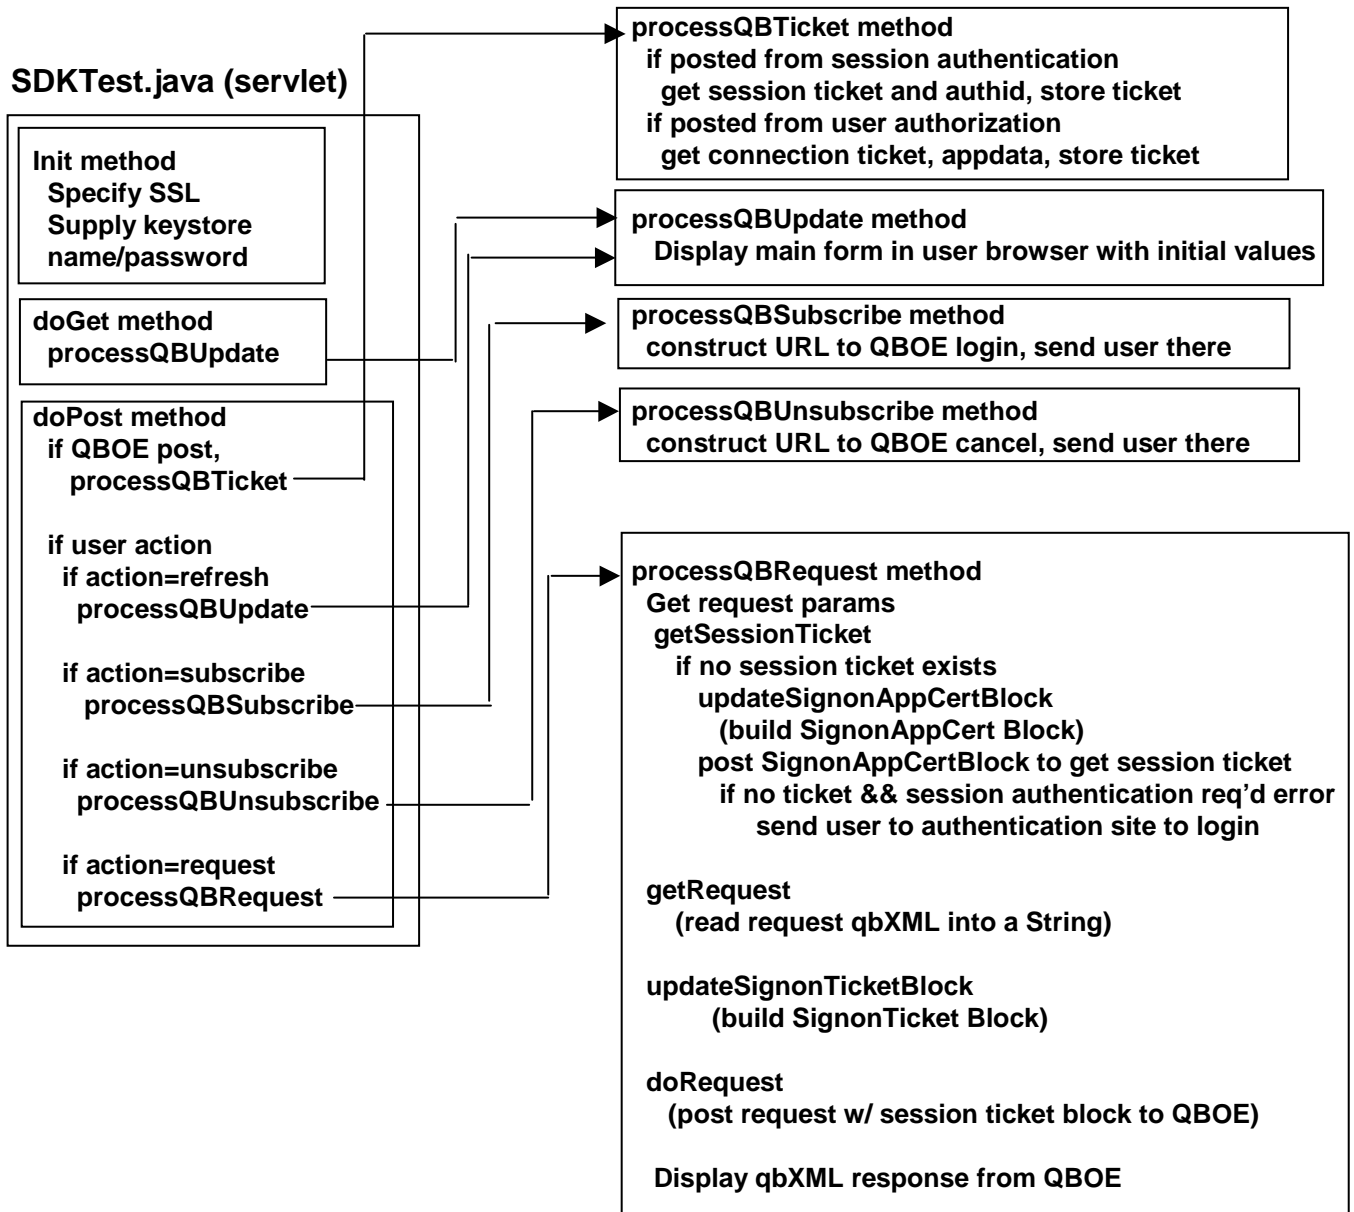 SDKTest.java (servlet)
Init method
Specify SSL
Supply keystore
name/password
doGet method
processQBUpdate
doPost method
if QBOE post,
processQBTicket
if user action
if action=refresh
processQBUpdate
if action=subscribe
processQBSubscribe
if action=unsubscribe
processQBUnsubscribe
if action=request
processQBRequest
processQBTicket method
if posted from session authentication
get session ticket and authid, store ticket
if posted from user authorization
get connection ticket, appdata, store ticket
processQBUpdate method
Display main form in user browser with initial values
processQBSubscribe method
construct URL to QBOE login, send user there
processQBUnsubscribe method
construct URL to QBOE cancel, send user there
processQBRequest method
Get request params
getSessionTicket
if no session ticket exists
updateSignonAppCertBlock
(build SignonAppCert Block)
post SignonAppCertBlock to get session ticket
if no ticket && session authentication req’d error
send user to authentication site to login
getRequest
(read request qbXML into a String)
updateSignonTicketBlock
(build SignonTicket Block)
doRequest
(post request w/ session ticket block to QBOE)
Display qbXML response from QBOE